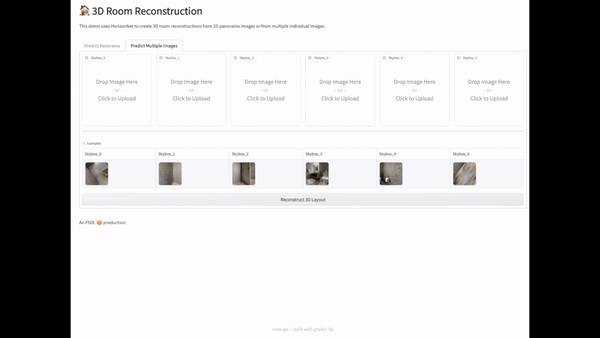 3D Room Reconstruction
This demo uses HorizonNet to create 3D room reconstructions from 2D panorama images or from multiple individual images.
Predict Panorama Predict Multiple Images
Skybox_0 Skybox_1 Skybox_2 Skybox_3 Skybox_4 Skybox_5
Drop Image Here Drop Image Here Drop Image Here Drop Image Here Drop Image Here Drop Image Here
- or - - or - - or - - or - - or - - or -
Click to Upload Click to Upload Click to Upload Click to Upload Click to Upload Click to Upload
Examples
Skybox_0 Skybox_1 Skybox_2 Skybox_3 Skybox_4 Skybox_5
Reconstruct 3D Layout
An FSDL production
view api • built with gradio